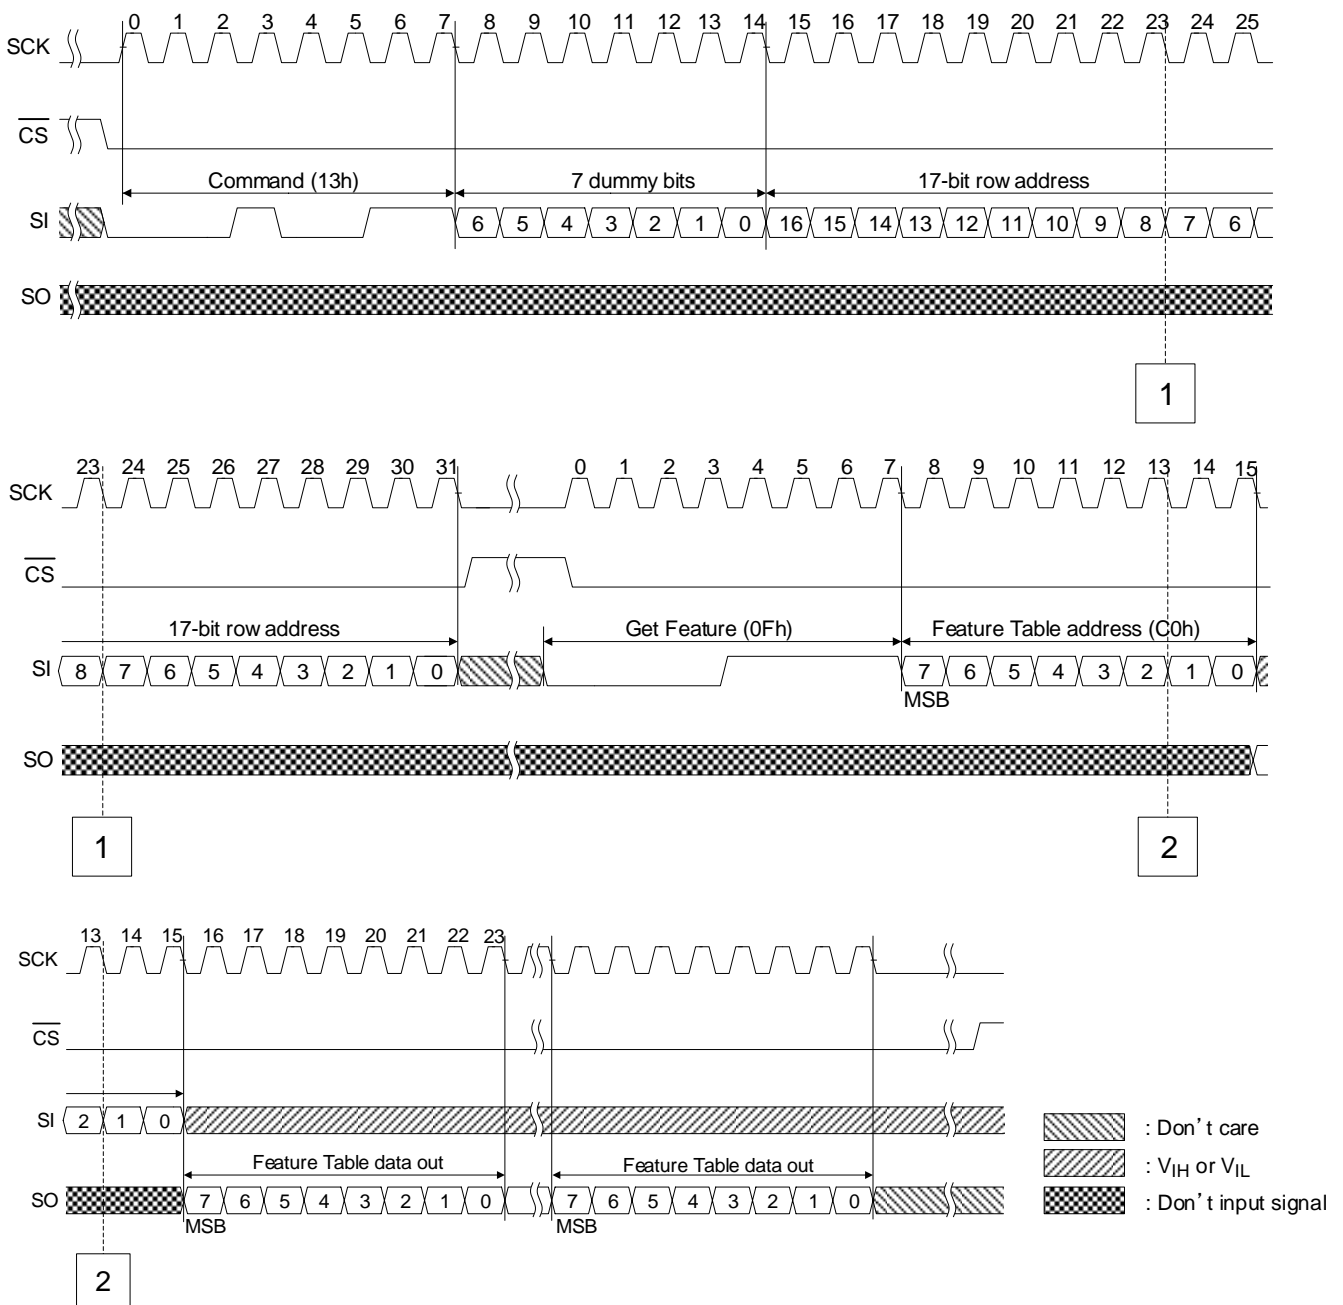 0 1 2 3 4 5 6 7 8 9 10 11 12 13 14 15 16 17 18 19 20 21 22 23 24 25
SCK
CS
Command (13h) 7 dummy bits 17-bit row address
SI 6 5 4 3 2 1 0 16 15 14 13 12 11 10 9 8 7 6
SO
1
23 24 25 26 27 28 29 30 31 0 1 2 3 4 5 6 7 8 9 10 11 12 13 14 15
SCK
CS
17-bit row address Get Feature (0Fh) Feature Table address (C0h)
SI 8 7 6 5 4 3 2 1 0 7 6 5 4 3 2 1 0
MSB
SO
1 2
13 14 15 16 17 18 19 20 21 22 23
SCK
CS
SI 2 1 0
: Don't care
Feature Table data out Feature Table data out
: VIH or VIL
SO 7 6 5 4 3 2 1 0 7 6 5 4 3 2 1 0
: Don't input signal
MSB MSB
2